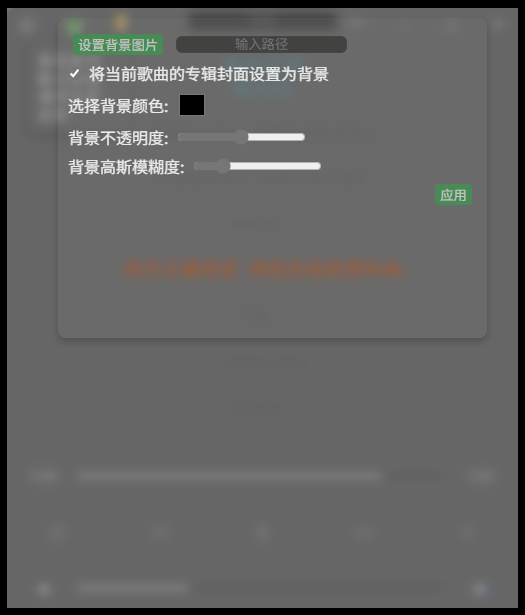 设置背景图片 输入路径
将当前歌曲的专辑封面设置为背景
选择背景颜色:
背景不透明度:
背景高斯模糊度:
应用